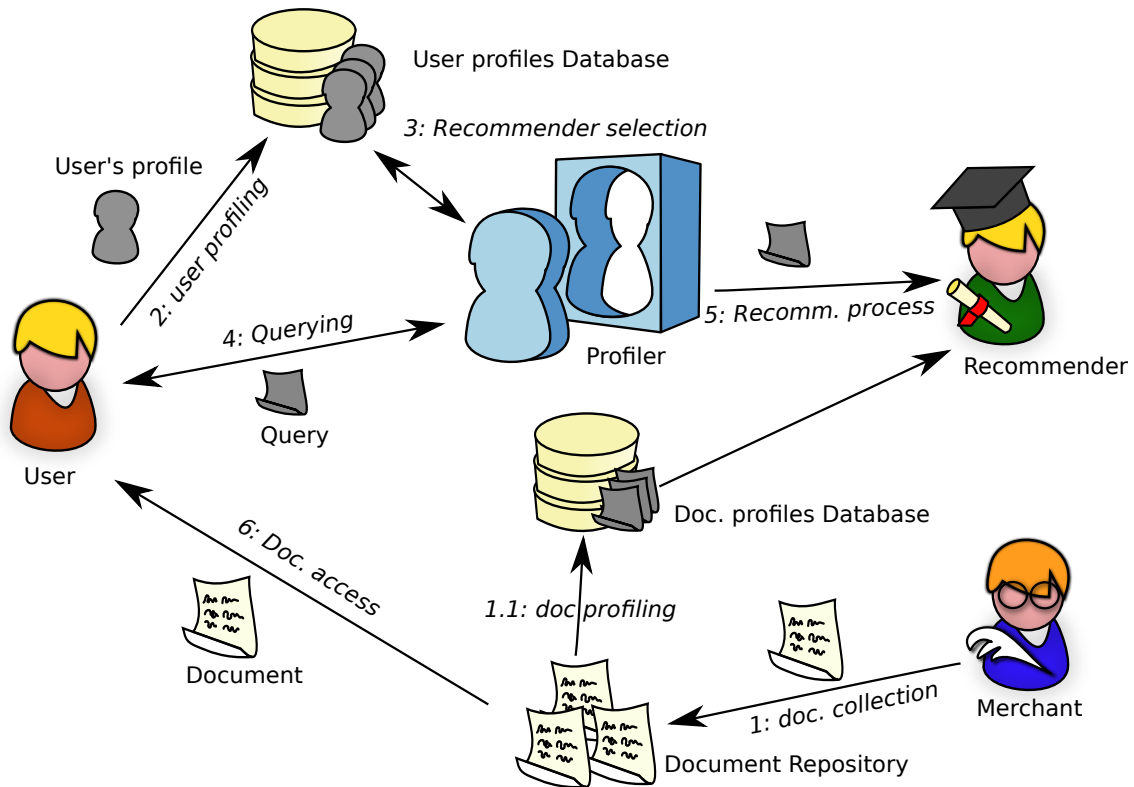 User profiles Database
3: Recommender selection
User's profile
2: user profiling
4: Querying
5: Recomm. process
Profiler
Recommender
Query
User
Doc. profiles Database
6: Doc. access
1.1: doc profiling
Document
1: doc. collection
Merchant
Document Repository